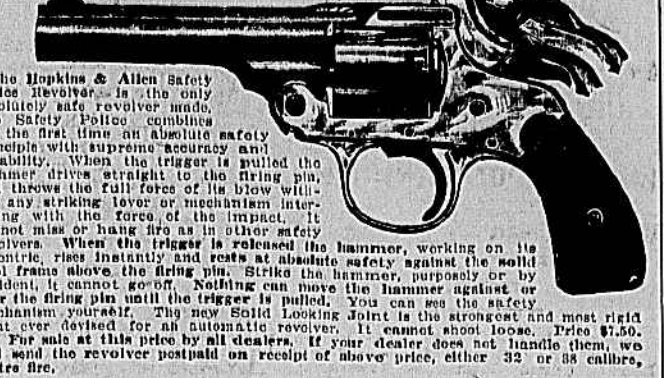 he Hopkins & Allen Safety
ice Revolver is the only
olutely safe revolver made.
Safety Police combines
the first time an absolute safety
nciple with supreme accuracy and
ability. When the trigger is pulled the
mmer drives straight to the firing pin.
throws the full force of its blow with-
any striking lever or mechanism inter-
ng with the force of the impact. It
not miss or hang fire as in other safety
olvers. When the trigger is released the hammer, working on its
entric, rises instantly and rests at absolute safety against the solid
l frame above the firing pin. Strike the hammer, purposely or by
ident, it cannot go off. Nothing can move the hammer against or
r the firing pin until the trigger is pulled. You can see the safety
chanism yourself. The new Solid Looking Joint is the strongest and most rigid
t ever devised for an automatic revolver. It cannot shoot loose. Price $7.50.
For sale at this price by all dealers. If your dealer does not handle them, we
l send the revolver postpaid on receipt of above price, either 32 or 38 calibre,
tre fire.